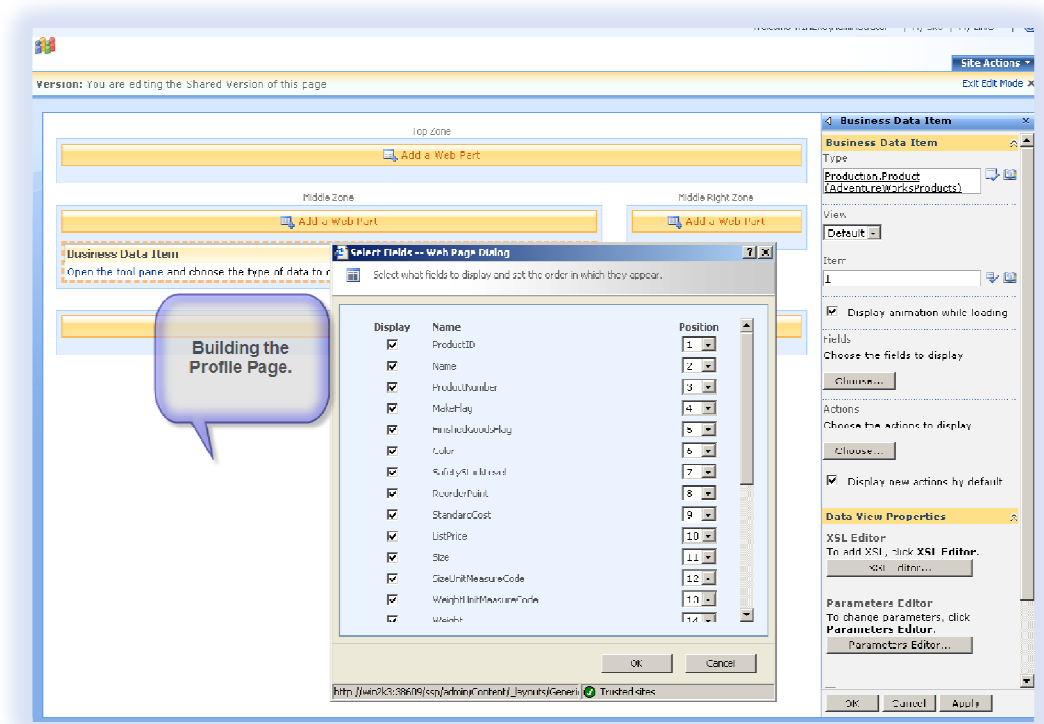 Site Actions
Version: You are editing the Shared Version of this page
Exit Edit Mode
Top Zone
Add a Web Part
Middle Zone
Middle Right Zone
Add a Web Part
Add a Web Part
Business Data Item
Open the tool pane and choose the type of data to
Building the
Profile Page.
Select Fields -- Web Page Dialog
Select what fields to display and set the order in which they appear.
Display Name Position
ProductID 1
Name 2
ProductNumber 3
MakeFlag 4
FinishedGoodsFlag 5
Color 6
SafetyStockLevel 7
ReorderPoint 8
StandardCost 9
ListPrice 10
Size 11
SizeUnitMeasureCode 12
WeightUnitMeasureCode 13
Weight 14
OK Cancel
http://win2k3:38609/ssp/admin/Content/_layouts/Generi Trusted sites
Business Data Item
Business Data Item
Type
Production.Product
(AdventureWorksProducts)
View
Default
Item
1
Display animation while loading
Fields
Choose the fields to display
Choose...
Actions
Choose the actions to display
Choose...
Display new actions by default
Data View Properties
XSL Editor
To add XSL, click XSL Editor.
XSL Editor...
Parameters Editor
To change parameters, click
Parameters Editor.
Parameters Editor...
OK Cancel Apply